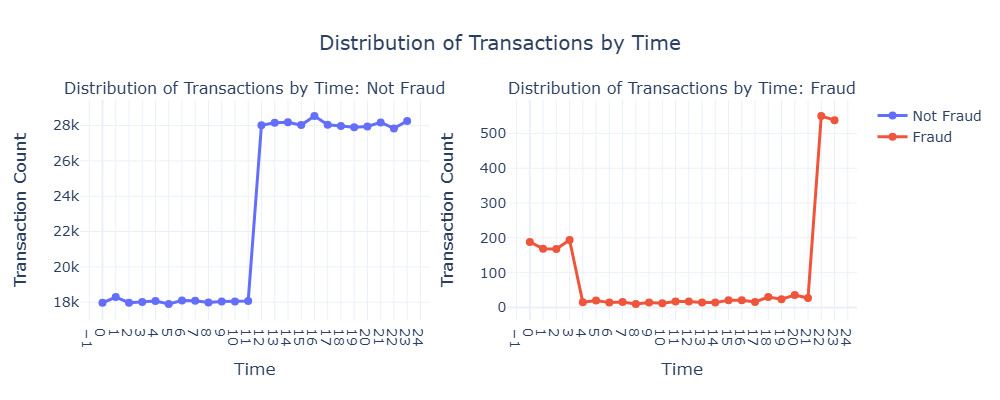 Distribution of Transactions by Time
Distribution of Transactions by Time: Not Fraud
Transaction Count
28k
26k
24k
22k
20k
18k
−1 0 1 2 3 4 5 6 7 8 9 10 11 12 13 14 15 16 17 18 19 20 21 22 23 24
Time
Distribution of Transactions by Time: Fraud
Transaction Count
500
400
300
200
100
0
−1 0 1 2 3 4 5 6 7 8 9 10 11 12 13 14 15 16 17 18 19 20 21 22 23 24
Time
Not Fraud
Fraud